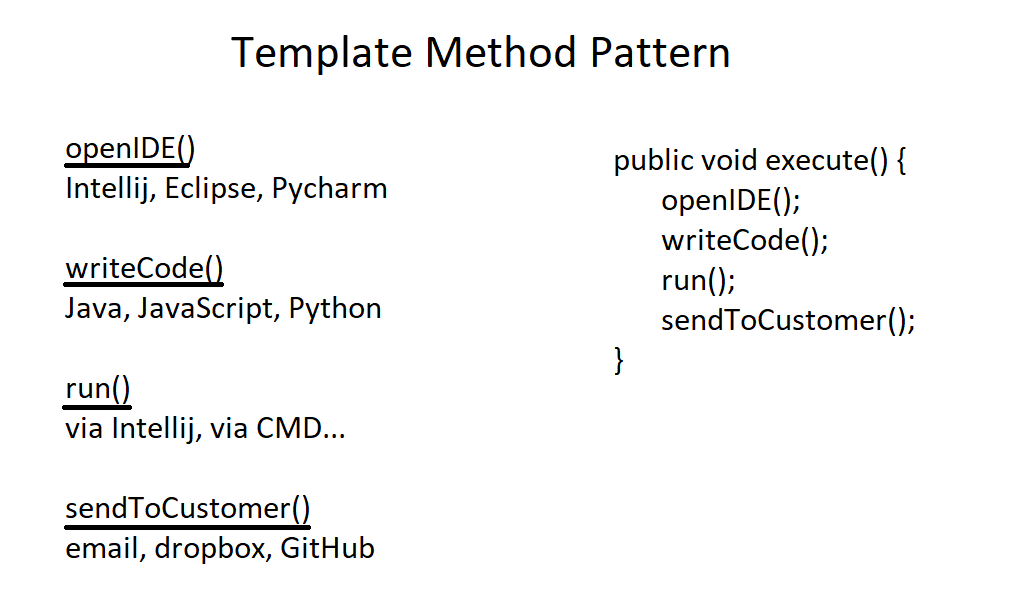 Template Method Pattern
openIDE()
Intellij, Eclipse, Pycharm
writeCode()
Java, JavaScript, Python
run()
via Intellij, via CMD...
sendToCustomer()
email, dropbox, GitHub
public void execute() {
openIDE();
writeCode();
run();
sendToCustomer();
}